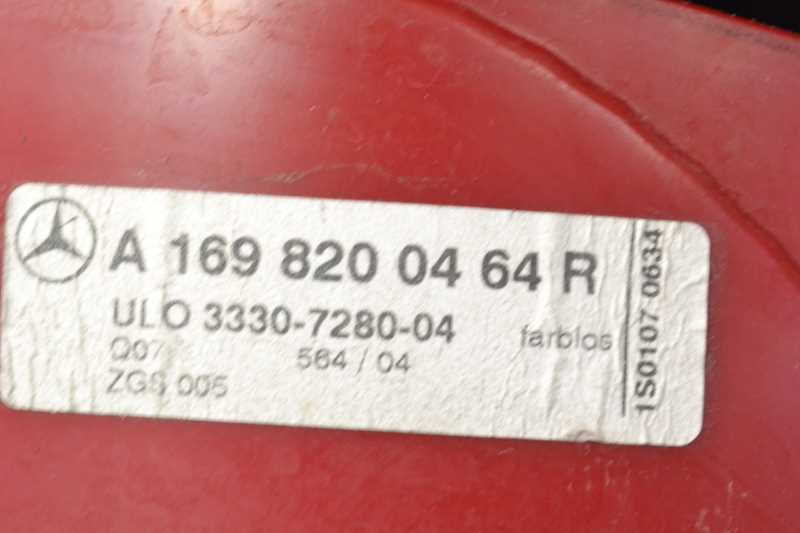 A 169 820 04 64 R
ULO 3330-7280-04 farblos
Q07 564 / 04
ZGS 005
1S0107 0634